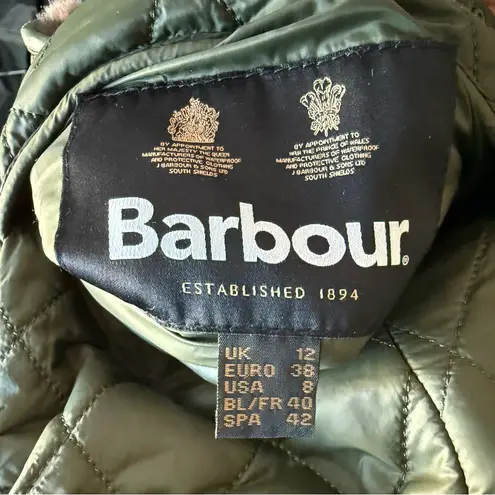 BY APPOINTMENT TO
HER MAJESTY THE QUEEN
MANUFACTURERS OF WATERPROOF
AND PROTECTIVE CLOTHING
J BARBOUR & SONS LTD
SOUTH SHIELDS
BY APPOINTMENT TO
HRH THE PRINCE OF WALES
MANUFACTURERS OF WATERPROOF
AND PROTECTIVE CLOTHING
J BARBOUR & SONS LTD
SOUTH SHIELDS
Barbour®
ESTABLISHED 1894
UK 12
EURO 38
USA 8
BL/FR 40
SPA 42